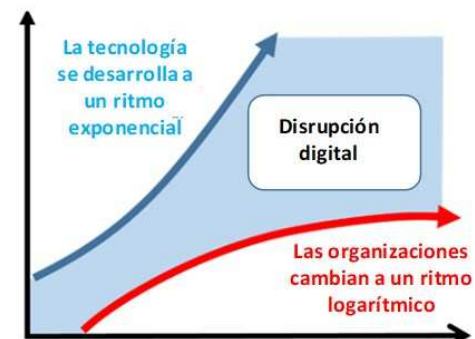 La tecnología
se desarrolla a
un ritmo
exponencial
Disrupción
digital
Las organizaciones
cambian a un ritmo
logarítmico